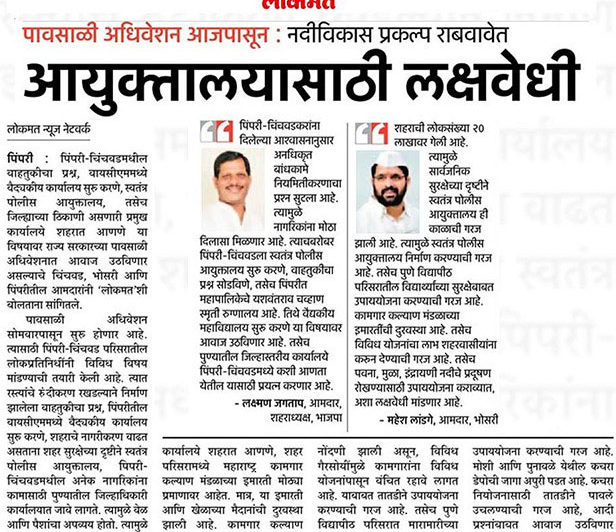 लोकमत
पावसाळी अधिवेशन आजपासून : नदीविकास प्रकल्प राबवावेत
आयुक्तालयासाठी लक्षवेधी
लोकमत न्यूज नेटवर्क
पिंपरी : पिंपरी-चिंचवडमधील
वाहतुकीचा प्रश्न, वायसीएममध्ये
वैद्यकीय कार्यालय सुरु करणे, स्वतंत्र
पोलीस आयुक्तालय, तसेच
जिल्ह्याच्या ठिकाणी असणारी प्रमुख
कार्यालये शहरात आणणे या
विषयावर राज्य सरकारच्या पावसाळी
अधिवेशनात आवाज उठविणार
असल्याचे चिंचवड, भोसरी आणि
पिंपरीतील आमदारांनी 'लोकमत'शी
बोलताना सांगितले.
पावसाळी अधिवेशन
सोमवारपासून सुरु होणार आहे.
त्यासाठी पिंपरी-चिंचवड परिसरातील
लोकप्रतिनिधींनी विविध विषय
मांडण्याची तयारी केली आहे. त्यात
रस्त्यांचे रुंदीकरण रखडल्याने निर्माण
झालेला वाहतुकीचा प्रश्न, पिंपरीतील
वायसीएममध्ये वैद्यकीय कार्यालय
सुरु करणे, शहराचे नागरीकरण वाढत
असताना शहर सुरक्षेच्या दृष्टीने स्वतंत्र
पोलीस आयुक्तालय, पिंपरी-
चिंचवडमधील अनेक नागरिकांना
कामासाठी पुण्यातील जिल्हाधिकारी
कार्यालयात जावे लागते. त्यामुळे वेळ
आणि पैशांचा अपव्यय होतो. त्यामुळे
पिंपरी-चिंचवडकरांना
दिलेल्या आश्वासनानुसार
अनधिकृत
बांधकामे
नियमितीकरणाचा
प्रश्न सुटला आहे.
त्यामुळे
नागरिकांना मोठा
दिलासा मिळणार आहे. त्याचबरोबर
पिंपरी-चिंचवडला स्वतंत्र पोलीस
आयुक्तालय सुरु करणे, वाहतुकीचा
प्रश्न सोडविणे, तसेच पिंपरीत
महापालिकेचे यशवंतराव चव्हाण
स्मृती रुग्णालय आहे. तिथे वैद्यकीय
महाविद्यालय सुरु करणे या विषयावर
आवाज उठविणार आहे. तसेच
पुण्यातील जिल्हास्तरीय कार्यालये
पिंपरी-चिंचवडमध्ये कशी आणता
येतील यासाठी प्रयत्न करणार आहे.
- लक्ष्मण जगताप, आमदार,
शहराध्यक्ष, भाजपा
शहराची लोकसंख्या २०
लाखावर गेली आहे.
त्यामुळे
सार्वजनिक
सुरक्षेच्या दृष्टीने
स्वतंत्र पोलीस
आयुक्तालय ही
काळाची गरज
झाली आहे. त्यामुळे स्वतंत्र पोलीस
आयुक्तालय निर्माण करण्याची गरज
आहे. तसेच पुणे विद्यापीठ
परिसरातील विद्यार्थ्यांच्या सुरक्षेबाबत
उपाययोजना करण्याची गरज आहे.
कामगार कल्याण मंडळाच्या
इमारतींची दुरवस्था आहे. तसेच
विविध योजनांचा लाभ शहरवासीयांना
करुन देण्याची गरज आहे. तसेच
पवना, मुळा, इंद्रायणी नदीचे प्रदूषण
रोखण्यासाठी उपाययोजना कराव्यात,
अशा लक्षवेधी मांडणार आहे.
- महेश लांडगे, आमदार, भोसरी
कार्यालये शहरात आणणे, शहर
परिसरामध्ये महाराष्ट्र कामगार
कल्याण मंडळाच्या इमारती मोठ्या
प्रमाणावर आहेत. मात्र, या इमारती
आणि खेळाच्या मैदानांची दुरवस्था
झाली आहे. कामगार कल्याण
नोंदणी झाली असून, विविध
गैरसोयींमुळे कामगारांना विविध
योजनांपासून वंचित रहावे लागत
आहे. याबाबत तातडीने उपाययोजना
करण्याची गरज आहे. तसेच पुणे
विद्यापीठ परिसरात मारामारीच्या
उपाययोजना करण्याची गरज आहे.
मोशी आणि पुनावळे येथील कचरा
डेपोची जागा अपुरी पडत आहे. कचरा
नियोजनासाठी तातडीने पावले
उचलण्याची गरज आहे, आदी
प्रश्नांबाबत आवाज उठविणार